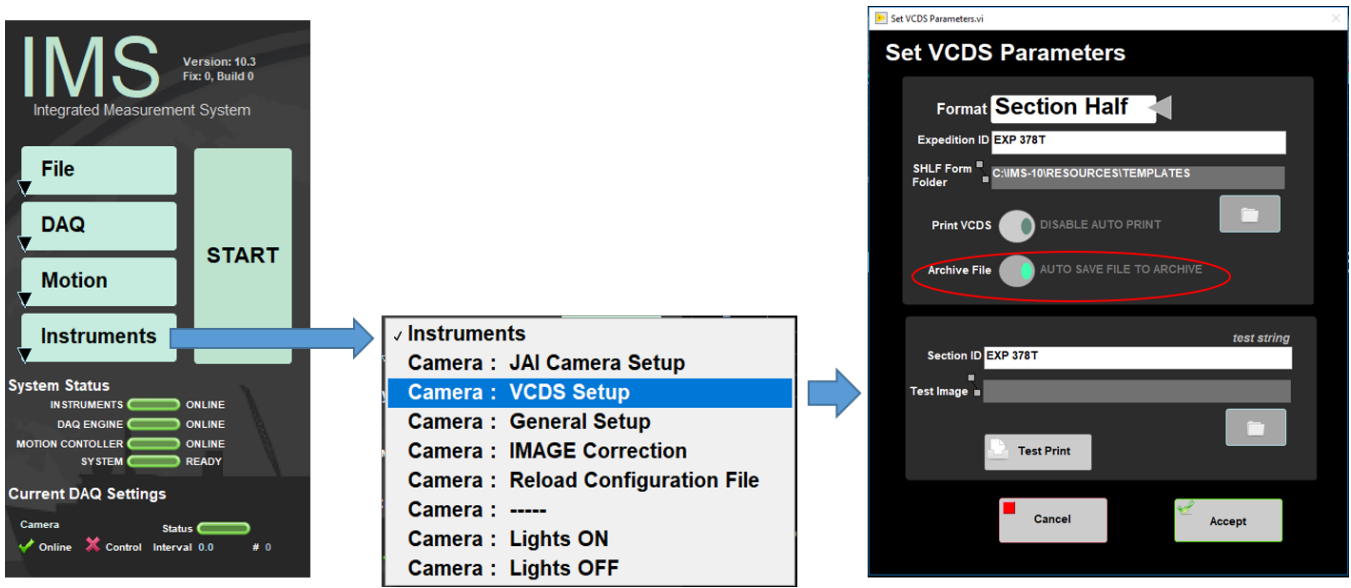 IMS
Version: 10.3
Fix: 0, Build 0
Integrated Measurement System
File
DAQ
Motion
Instruments
START
System Status
INSTRUMENTS ONLINE
DAQ ENGINE ONLINE
MOTION CONTOLLER ONLINE
SYSTEM READY
Current DAQ Settings
Camera
Status
Online Control Interval 0.0 # 0
✓ Instruments
Camera : JAI Camera Setup
Camera : VCDS Setup
Camera : General Setup
Camera : IMAGE Correction
Camera : Reload Configuration File
Camera : -----
Camera : Lights ON
Camera : Lights OFF
Set VCDS Parameters.vi
Set VCDS Parameters
Format Section Half
Expedition ID EXP 378T
SHLF Form
Folder
C:\IMS-10\RESOURCES\TEMPLATES
Print VCDS DISABLE AUTO PRINT
Archive File AUTO SAVE FILE TO ARCHIVE
test string
Section ID EXP 378T
Test Image
Test Print
Cancel
Accept